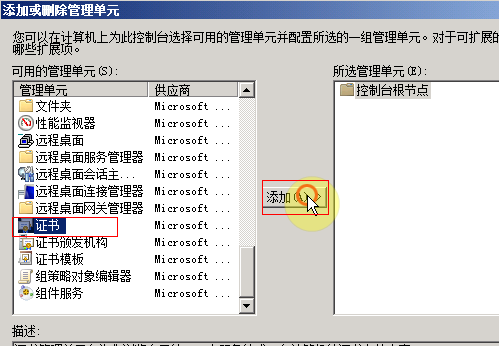 添加或删除管理单元
您可以在计算机上为此控制台选择可用的管理单元并配置所选的一组管理单元。对于可扩展的
哪些扩展项。
可用的管理单元(S):
所选管理单元(E):
管理单元 供应商
文件夹 Microsoft ...
性能监视器 Microsoft ...
远程桌面 Microsoft ...
远程桌面服务管理器 Microsoft ...
远程桌面会话主... Microsoft ...
远程桌面连接管理器 Microsoft ...
远程桌面网关管理器 Microsoft ...
证书 Microsoft ...
证书颁发机构 Microsoft ...
证书模板 Microsoft ...
组策略对象编辑器 Microsoft ...
组件服务 Microsoft ...
添加
控制台根节点
描述: